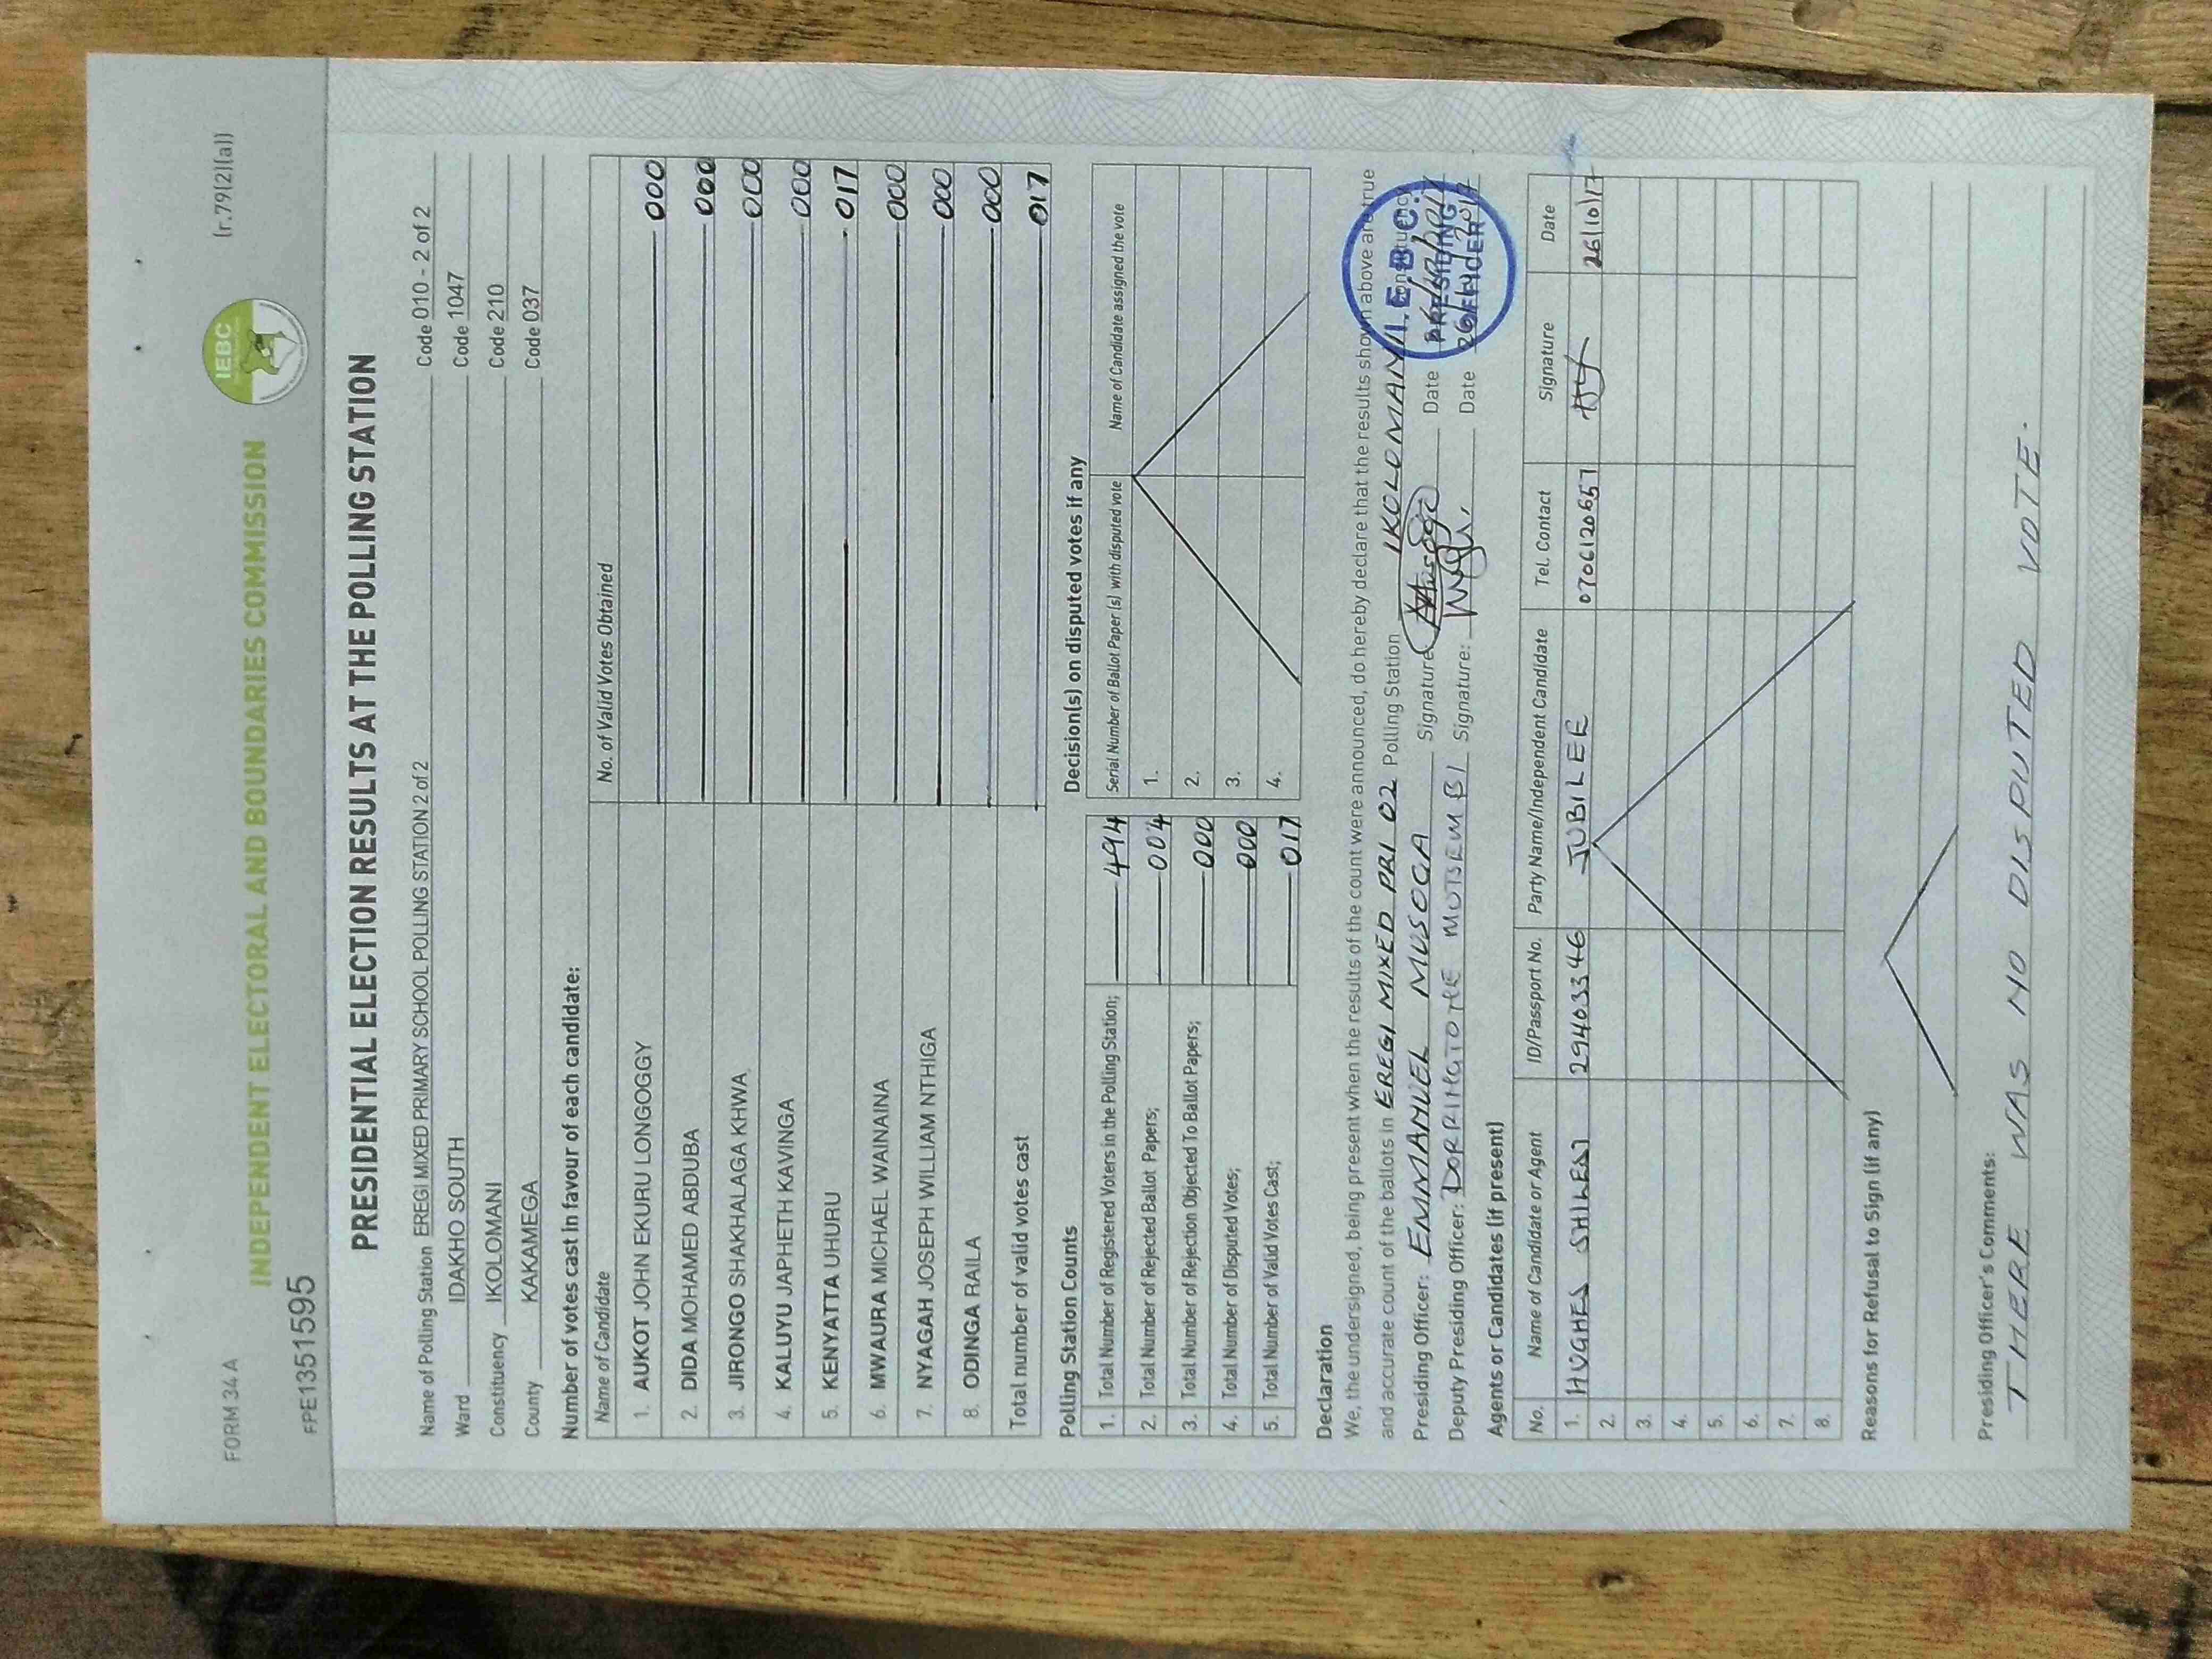 FORM 34 A
(r.79(2)(a))
IEBC
INDEPENDENT ELECTORAL AND BOUNDARIES COMMISSION
FPE1351595
PRESIDENTIAL ELECTION RESULTS AT THE POLLING STATION
Name of Polling Station EREGI MIXED PRIMARY SCHOOL POLLING STATION 2 of 2 Code 010 - 2 of 2
Ward IDAKHO SOUTH Code 1047
Constituency IKOLOMANI Code 210
County KAKAMEGA Code 037
Number of votes cast in favour of each candidate:
Name of Candidate No. of Valid Votes Obtained
1. AUKOT JOHN EKURU LONGOGGY 000
2. DIDA MOHAMED ABDUBA 000
3. JIRONGO SHAKHALAGA KHWA 000
4. KALUYU JAPHETH KAVINGA 000
5. KENYATTA UHURU 017
6. MWAURA MICHAEL WAINAINA 000
7. NYAGAH JOSEPH WILLIAM NTHIGA 000
8. ODINGA RAILA 000
Total number of valid votes cast 017
Polling Station Counts
1. Total Number of Registered Voters in the Polling Station; 494
2. Total Number of Rejected Ballot Papers; 004
3. Total Number of Rejection Objected To Ballot Papers; 000
4. Total Number of Disputed Votes; 000
5. Total Number of Valid Votes Cast; 017
Decision(s) on disputed votes if any
Serial Number of Ballot Paper (s) with disputed vote Name of Candidate assigned the vote
1.
2.
3.
4.
Declaration
We, the undersigned, being present when the results of the count were announced, do hereby declare that the results shown above are true
and accurate count of the ballots in EREGI MIXED PRI 02 Polling Station IKOLOMANI Constituency
Presiding Officer: EMMANUEL MUSOGA Signature Date
Deputy Presiding Officer: Signature: Date
I.E.B.C.
PRESIDING
OFFICER
Agents or Candidates (if present)
No. Name of Candidate or Agent ID/Passport No. Party Name/Independent Candidate Tel. Contact Signature Date
1. HUGHES 29403346 JUBILEE 0706120557 26/10/17
2.
3.
4.
5.
6.
7.
8.
Reasons for Refusal to Sign (if any)
Presiding Officer's Comments:
THERE WAS NO DISPUTED VOTE.